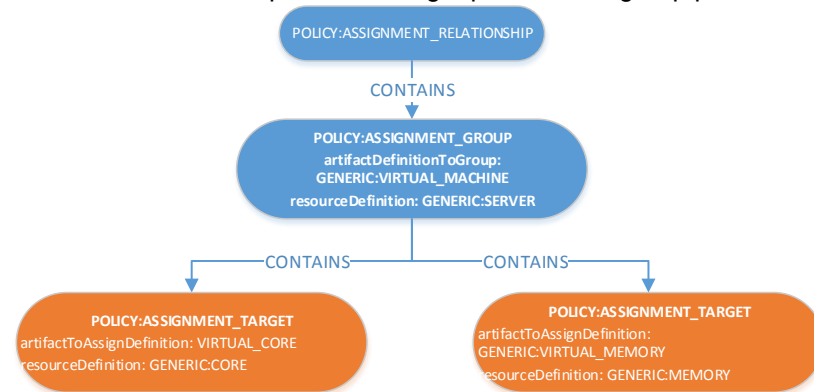 POLICY:ASSIGNMENT_RELATIONSHIP
CONTAINS
POLICY:ASSIGNMENT_GROUP
artifactDefinitionToGroup:
GENERIC:VIRTUAL_MACHINE
resourceDefinition: GENERIC:SERVER
CONTAINS
CONTAINS
POLICY:ASSIGNMENT_TARGET
artifactToAssignDefinition: VIRTUAL_CORE
resourceDefinition: GENERIC:CORE
POLICY:ASSIGNMENT_TARGET
artifactToAssignDefinition:
GENERIC:VIRTUAL_MEMORY
resourceDefinition: GENERIC:MEMORY